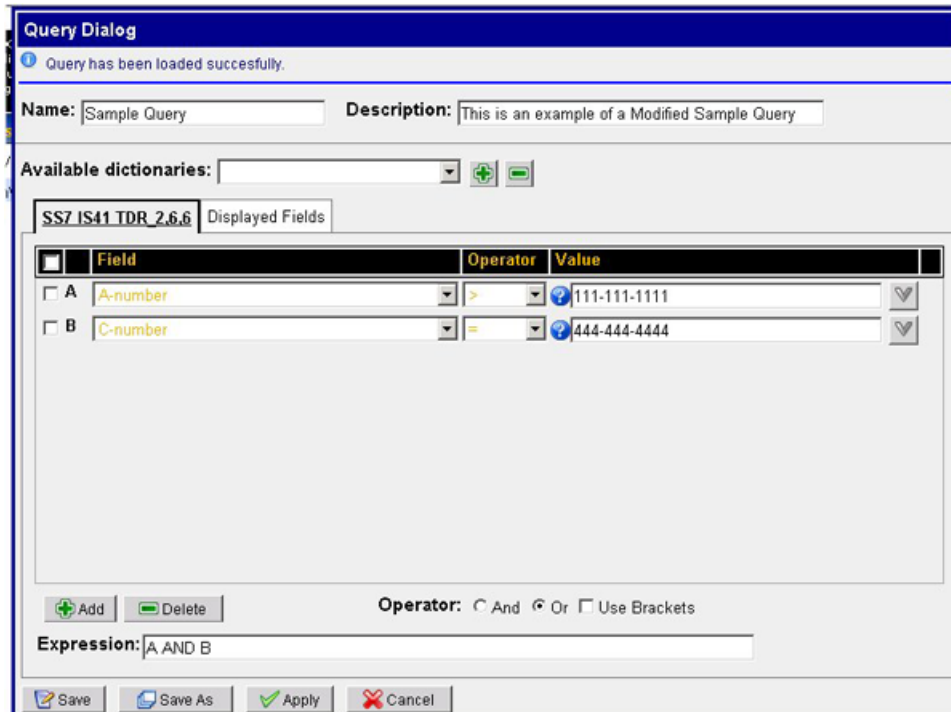 Query Dialog
Query has been loaded succesfully.
Name: Sample Query Description: This is an example of a Modified Sample Query
Available dictionaries:
SS7 IS41 TDR_2,6,6 Displayed Fields
Field Operator Value
A A-number > ? 111-111-1111
B C-number = ? 444-444-4444
Add Delete Operator: And Or Use Brackets
Expression: A AND B
Save Save As Apply Cancel